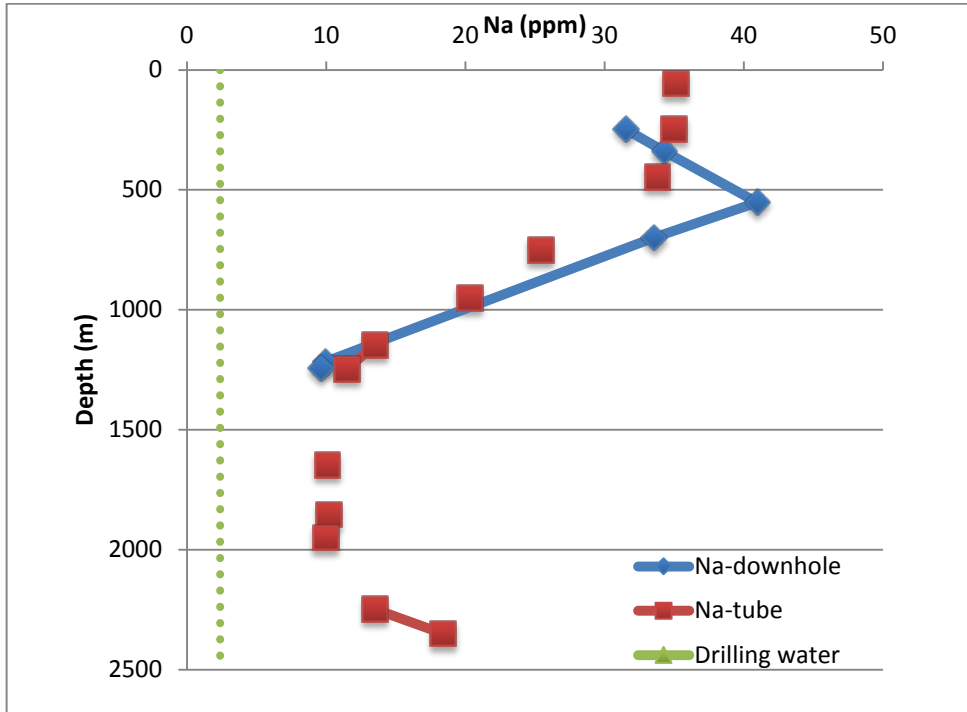 Na (ppm)
0 10 20 30 40 50
0
500
1000
1500
2000
2500
Depth (m)
Na-downhole
Na-tube
Drilling water